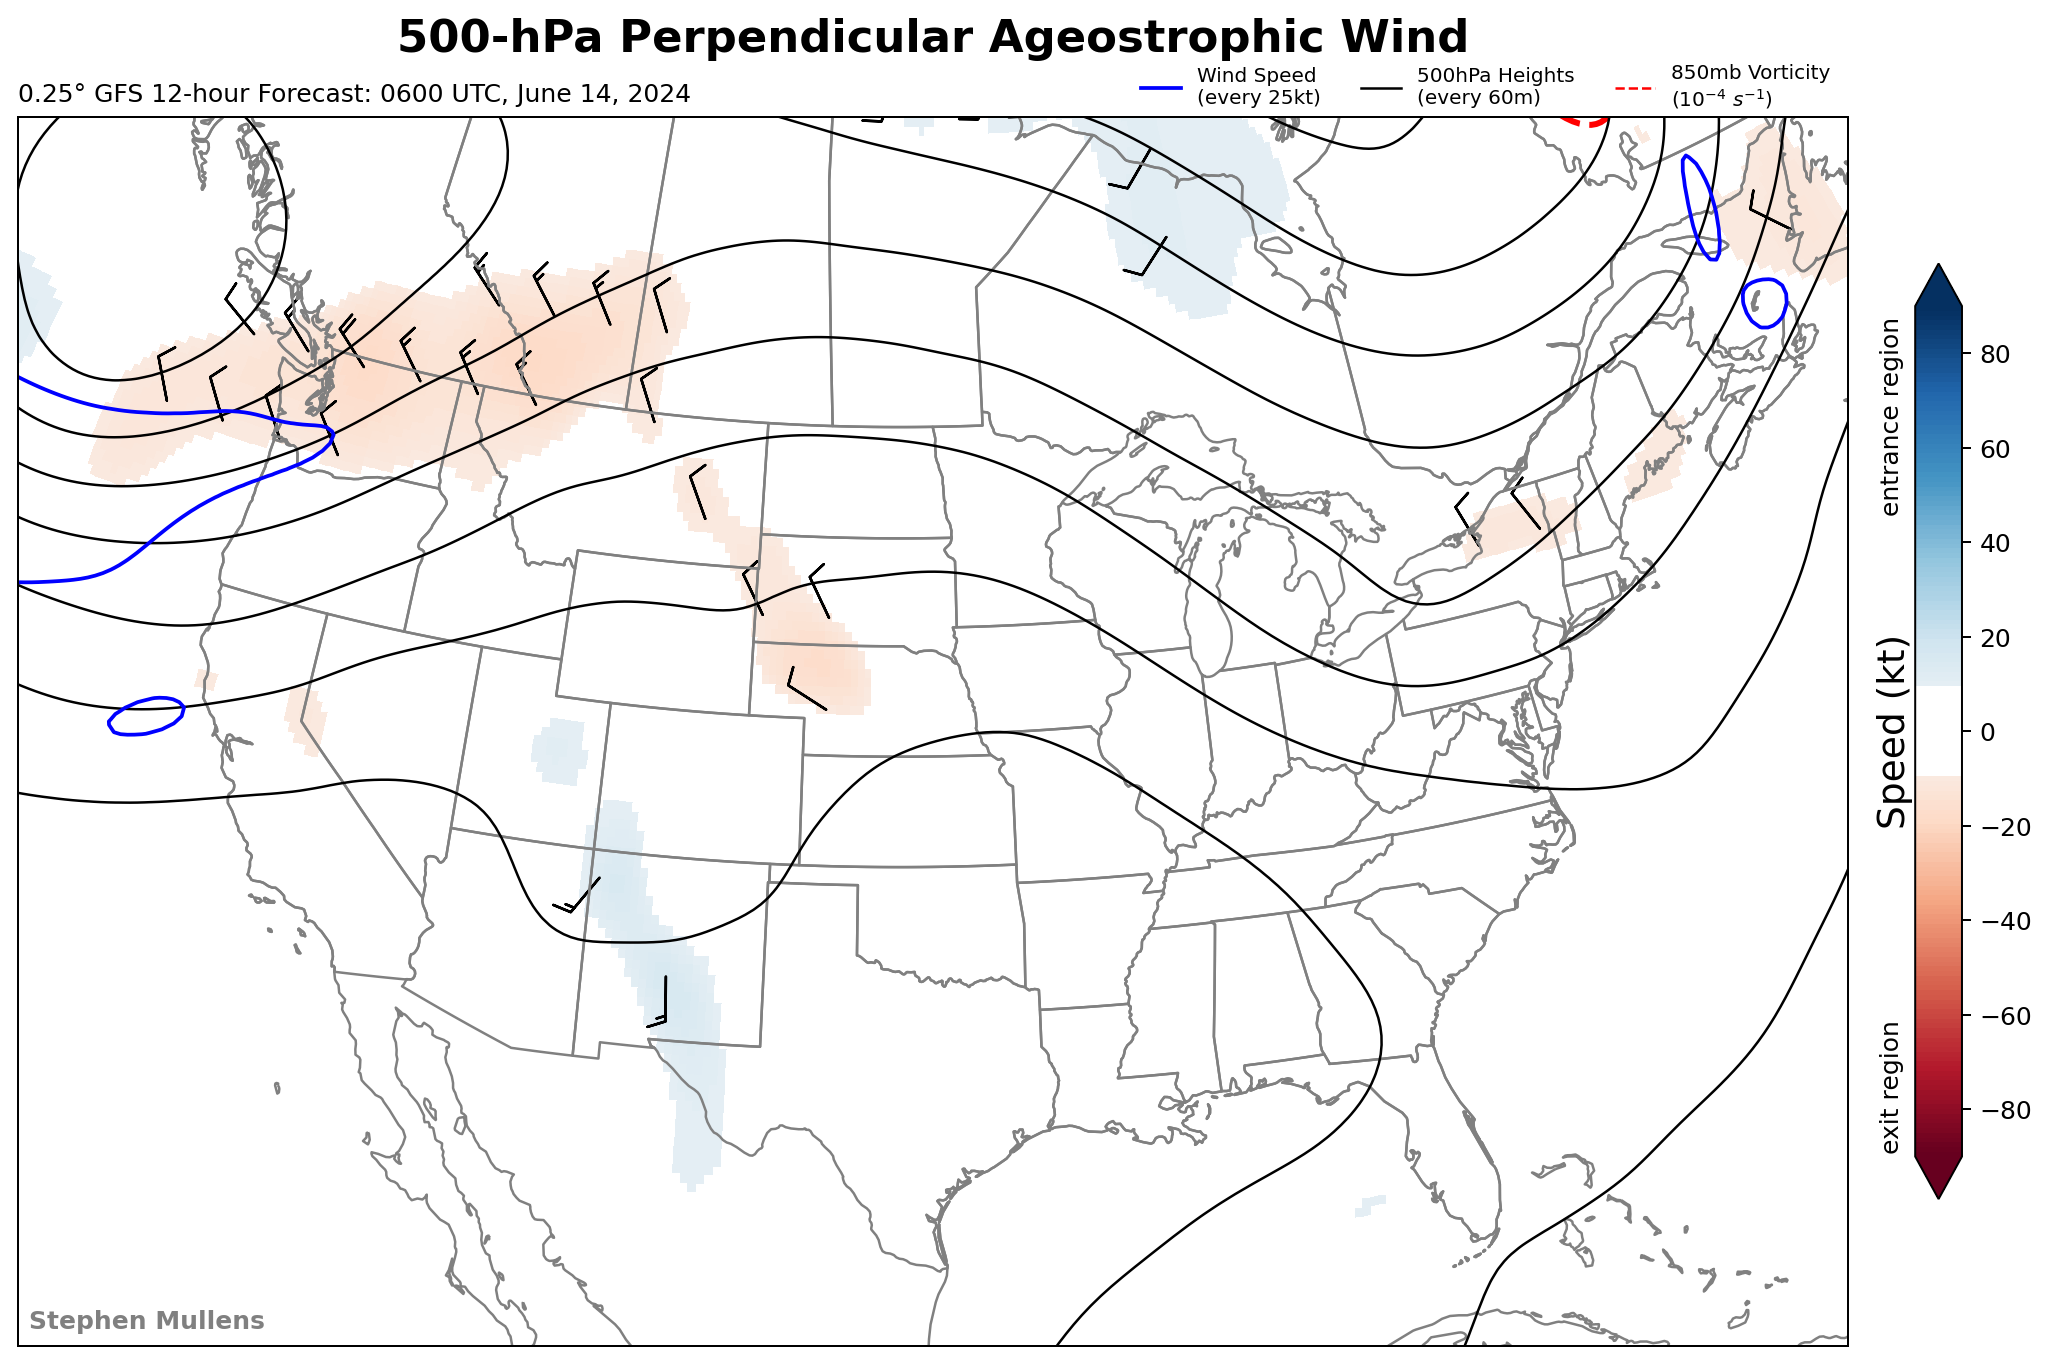 500-hPa Perpendicular Ageostrophic Wind
0.25° GFS 12-hour Forecast: 0600 UTC, June 14, 2024
Wind Speed
(every 25kt)
500hPa Heights
(every 60m)
850mb Vorticity
(10⁻⁴ s⁻¹)
entrance region
Speed (kt)
exit region
80
60
40
20
0
−20
−40
−60
−80
Stephen Mullens